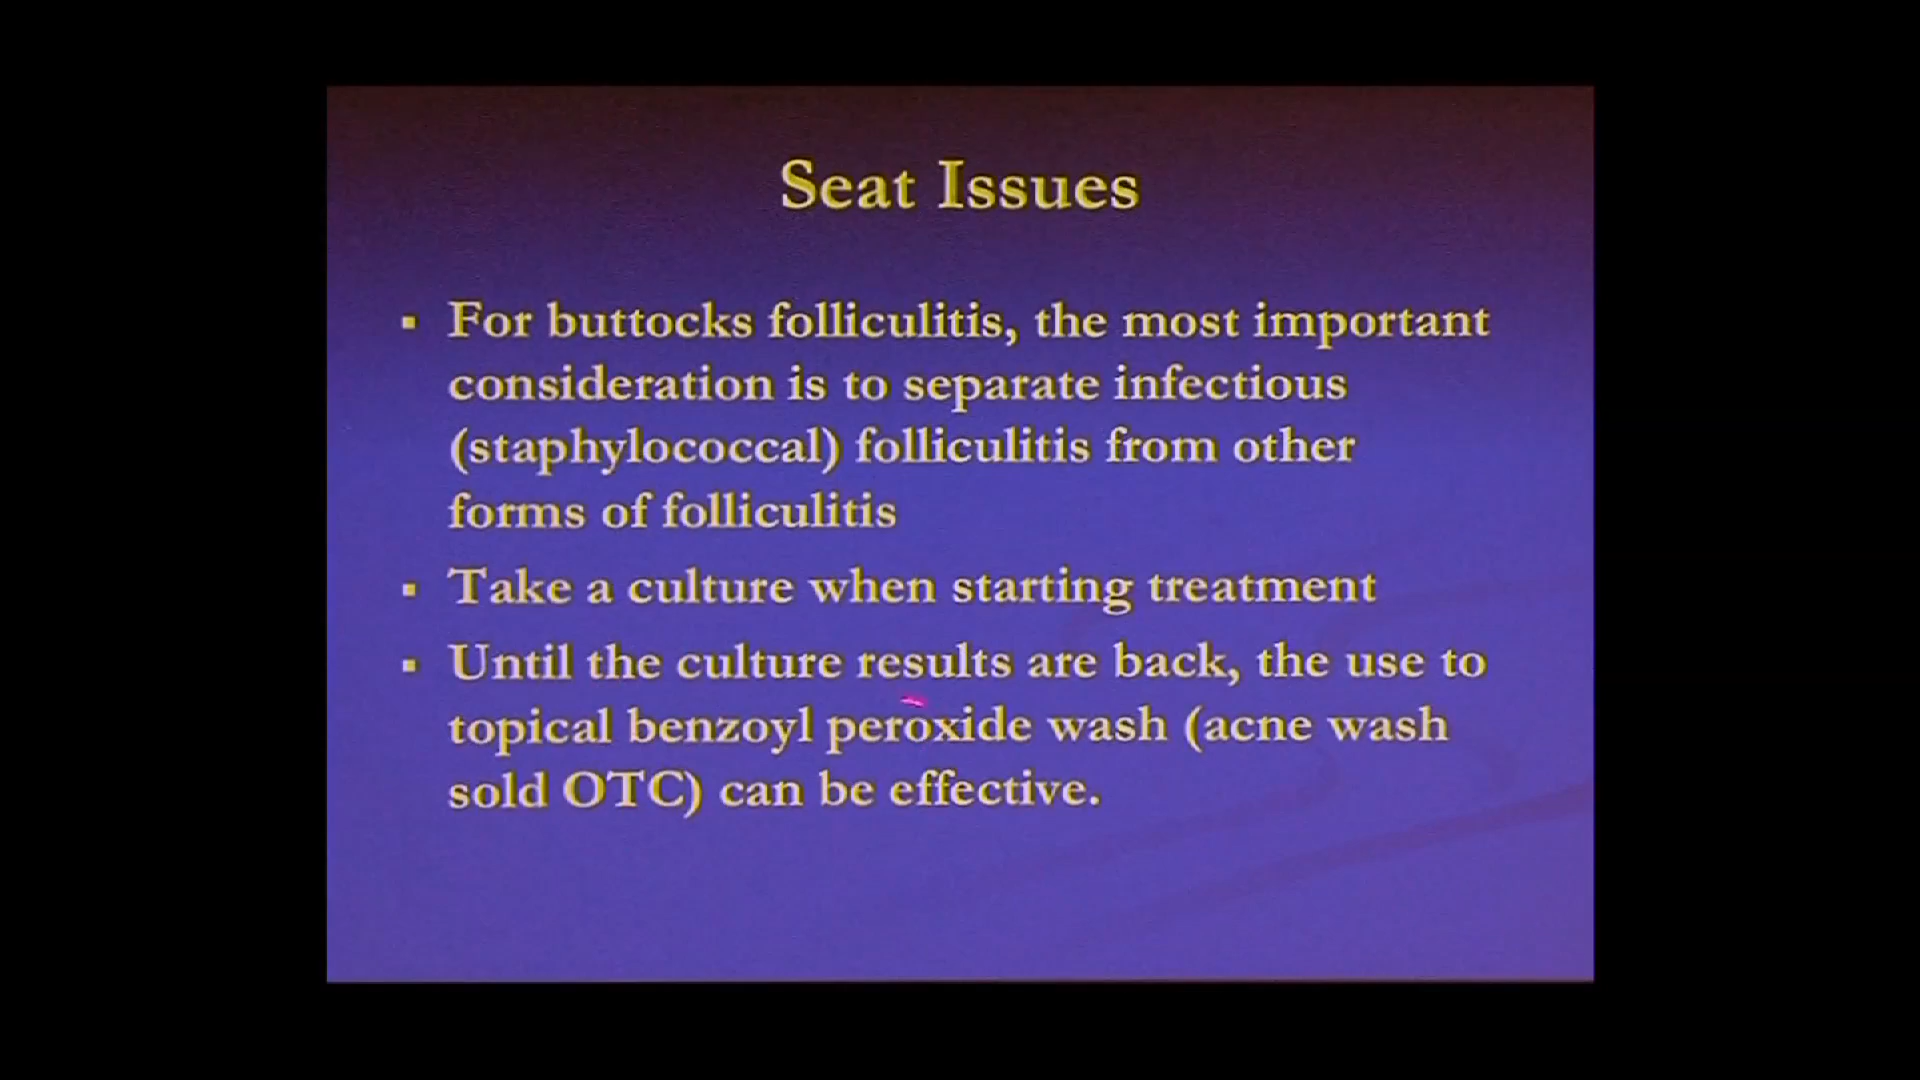 Seat Issues
▪ For buttocks folliculitis, the most important
consideration is to separate infectious
(staphylococcal) folliculitis from other
forms of folliculitis
▪ Take a culture when starting treatment
▪ Until the culture results are back, the use to
topical benzoyl peroxide wash (acne wash
sold OTC) can be effective.